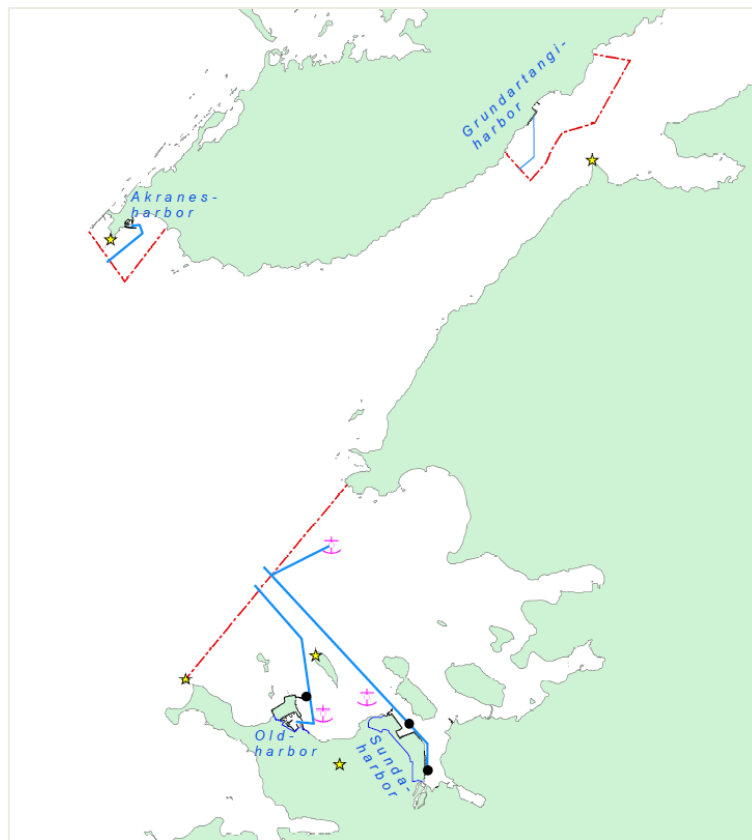 Grundartangi-
harbor
Akranes-
harbor
Old-
harbor
Sunda-
harbor